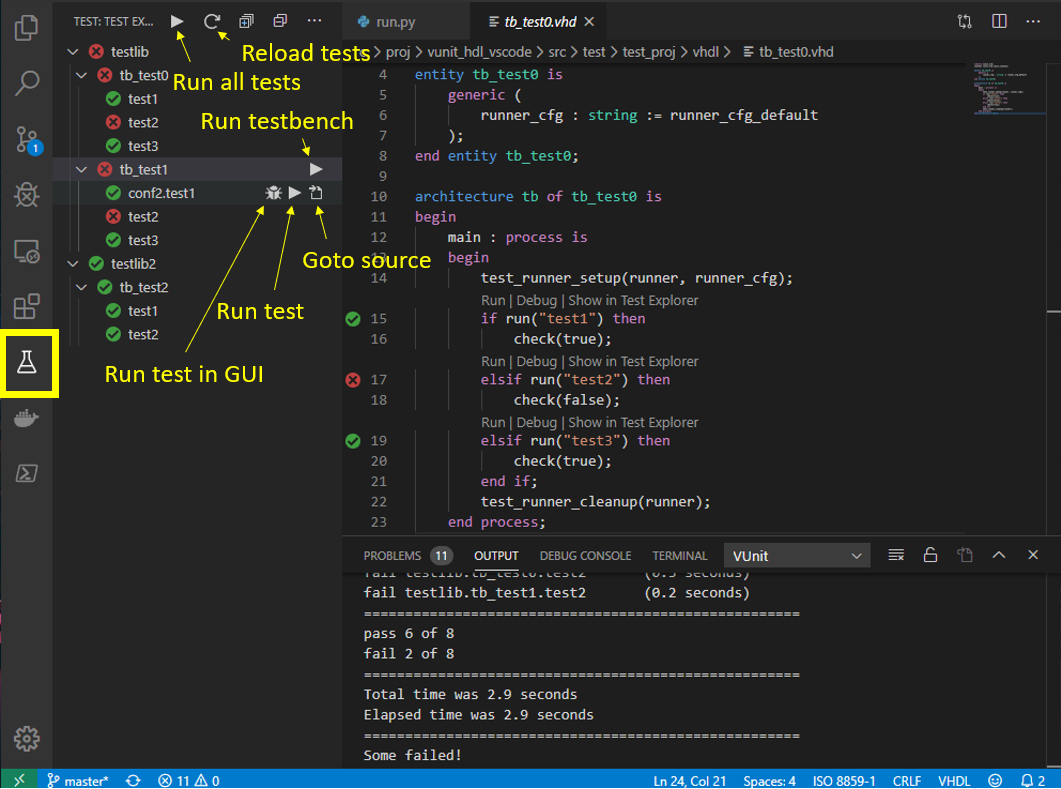 TEST: TEST EX...
run.py
tb_test0.vhd
Reload tests
Run all tests
Run testbench
Goto source
Run test
Run test in GUI
testlib
tb_test0
test1
test2
test3
tb_test1
conf2.test1
test2
test3
testlib2
tb_test2
test1
test2
1
> proj > vunit_hdl_vscode > src > test > test_proj > vhdl > tb_test0.vhd
4 entity tb_test0 is
5 generic (
6 runner_cfg : string := runner_cfg_default
7 );
8 end entity tb_test0;
9
10 architecture tb of tb_test0 is
11 begin
12 main : process is
13 begin
14 test_runner_setup(runner, runner_cfg);
Run | Debug | Show in Test Explorer
15 if run("test1") then
16 check(true);
Run | Debug | Show in Test Explorer
17 elsif run("test2") then
18 check(false);
Run | Debug | Show in Test Explorer
19 elsif run("test3") then
20 check(true);
21 end if;
22 test_runner_cleanup(runner);
23 end process;
PROBLEMS 11 OUTPUT DEBUG CONSOLE TERMINAL VUnit
fail testlib.tb_test0.test2 (0.5 seconds)
fail testlib.tb_test1.test2 (0.2 seconds)
=====================================================
pass 6 of 8
fail 2 of 8
=====================================================
Total time was 2.9 seconds
Elapsed time was 2.9 seconds
=====================================================
Some failed!
master* 11 0 Ln 24, Col 21 Spaces: 4 ISO 8859-1 CRLF VHDL 2